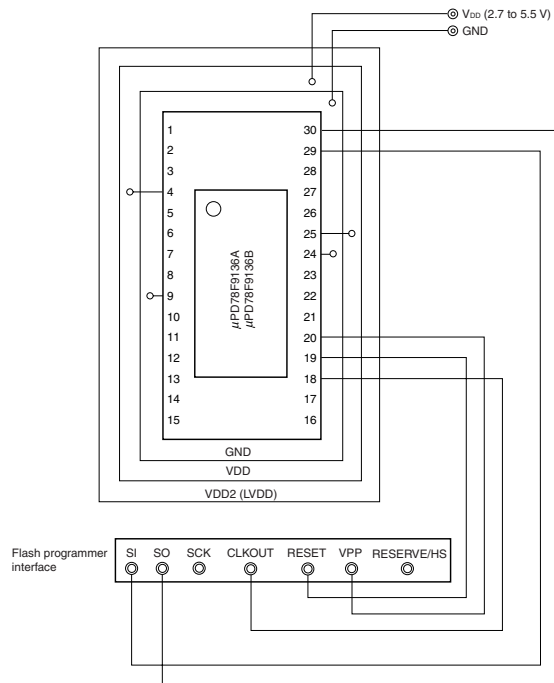 VDD (2.7 to 5.5 V)
GND
1 30
2 29
3 28
4 27
5 26
6 25
7 24
8 23
9 22
10 21
11 20
12 19
13 18
14 17
15 16
μPD78F9136A
μPD78F9136B
GND
VDD
VDD2 (LVDD)
Flash programmer
interface
SI SO SCK CLKOUT RESET VPP RESERVE/HS